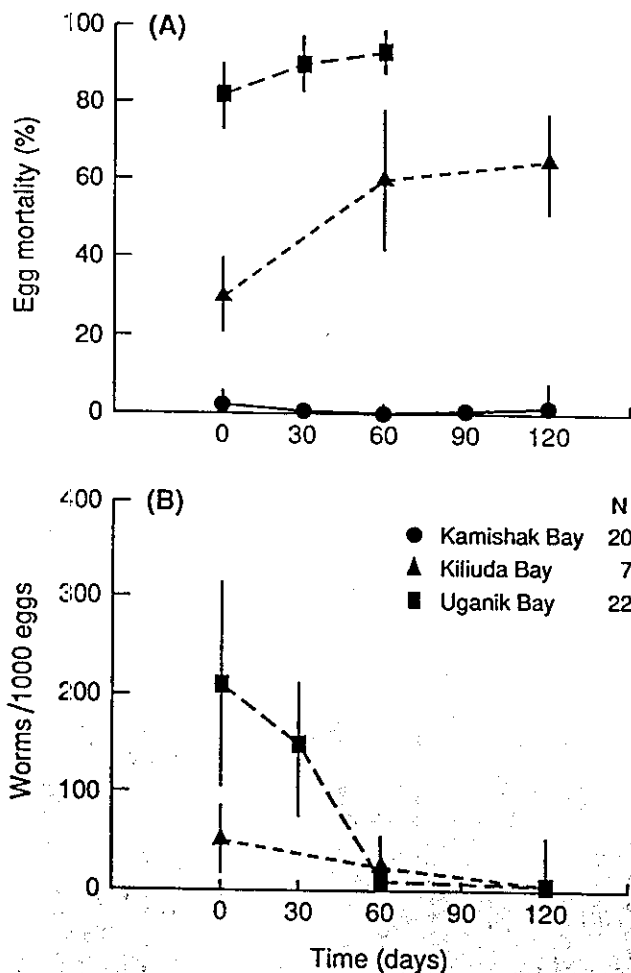 (A)
Egg mortality (%)
100
80
60
40
20
0
0 30 60 90 120
(B)
Worms /1000 eggs
400
300
200
100
0
N
Kamishak Bay 20
Kiliuda Bay 7
Uganik Bay 22
0 30 60 90 120
Time (days)